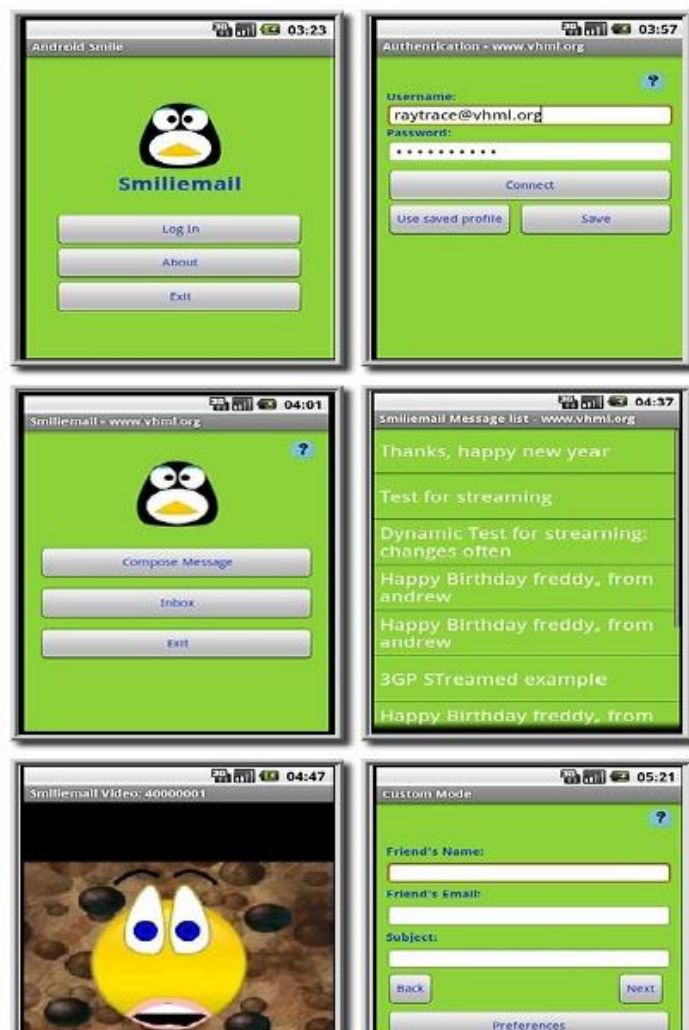 03:23
Android Smile
Smiliemail
Log In
About
Exit
03:57
Authentication - www.vhml.org
?
Username:
raytrace@vhml.org
Password:
Connect
Use saved profile
Save
04:01
Smiliemail - www.vhml.org
?
Compose Message
Inbox
Exit
04:37
Smiliemail Message list - www.vhml.org
Thanks, happy new year
Test for streaming
Dynamic Test for streaming:
changes often
Happy Birthday freddy, from
andrew
Happy Birthday freddy, from
andrew
3GP STreamed example
Happy Birthday freddy, from
04:47
Smiliemail Video: 40000001
05:21
Custom Mode
?
Friend's Name:
Friend's Email:
Subject:
Back
Next
Preferences